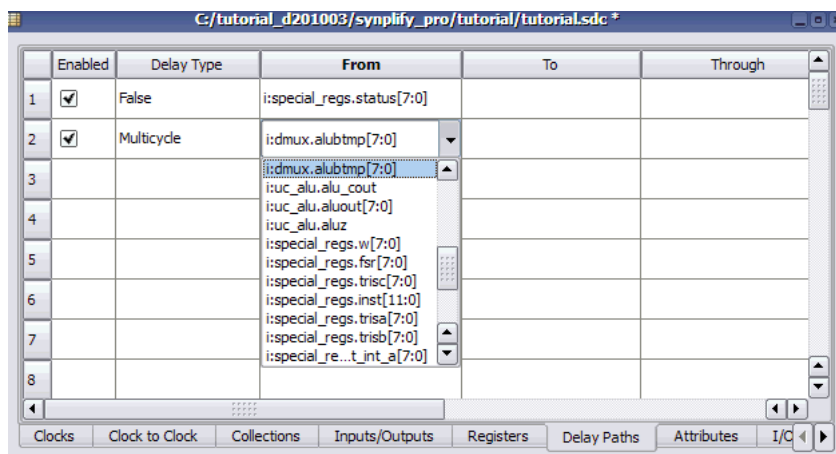 C:/tutorial_d201003/synplify_pro/tutorial/tutorial.sdc *
Enabled Delay Type From To Through
1 False i:special_regs.status[7:0]
2 Multicycle i:dmux.alubtmp[7:0]
i:dmux.alubtmp[7:0]
3 i:uc_alu.alu_cout
i:uc_alu.aluout[7:0]
4 i:uc_alu.aluz
i:special_regs.w[7:0]
5 i:special_regs.fsr[7:0]
i:special_regs.trisc[7:0]
6 i:special_regs.inst[11:0]
i:special_regs.trisa[7:0]
7 i:special_regs.trisb[7:0]
i:special_re...t_int_a[7:0]
8
Clocks Clock to Clock Collections Inputs/Outputs Registers Delay Paths Attributes I/O